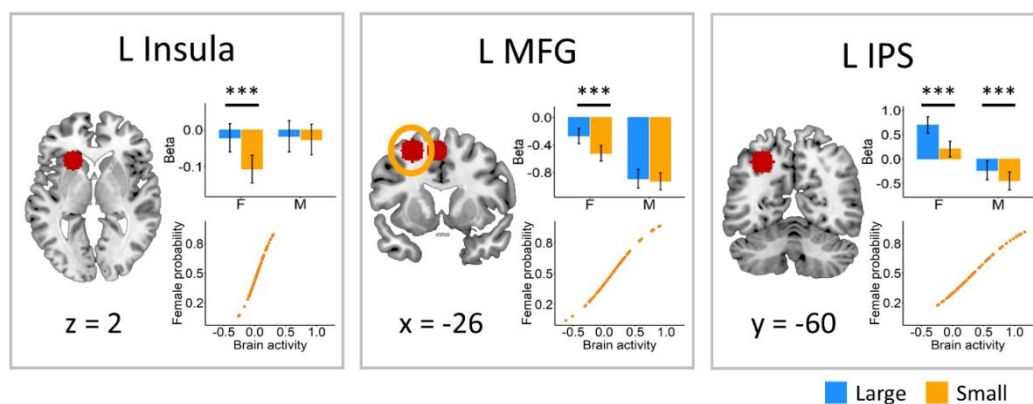 L Insula
***
0.0
-0.1
Beta
F M
0.8
0.5
0.2
Female probability
-0.5 0.0 0.5 1.0
Brain activity
z = 2
L MFG
***
0.0
-0.4
-0.8
Beta
F M
0.8
0.5
0.2
Female probability
-0.5 0.0 0.5 1.0
Brain activity
x = -26
L IPS
*** ***
1.0
0.5
0.0
-0.5
Beta
F M
0.8
0.5
0.2
Female probability
-0.5 0.0 0.5 1.0
Brain activity
y = -60
Large Small